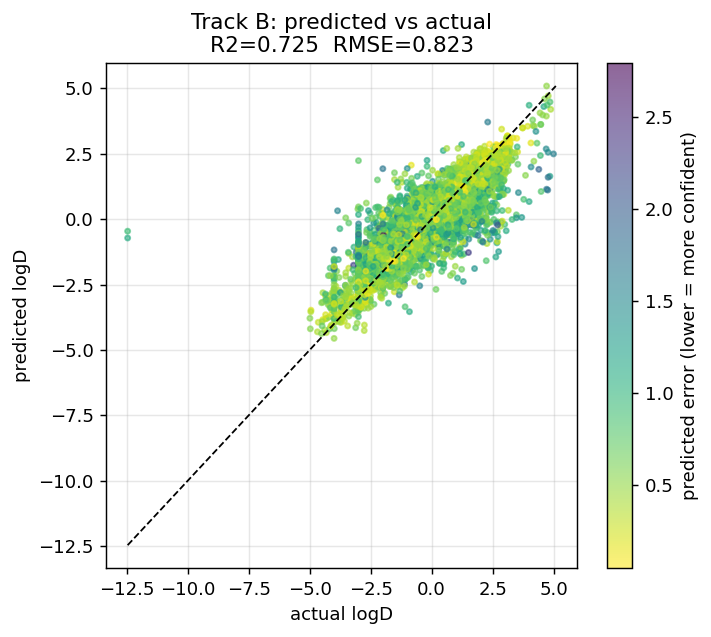 Track B: predicted vs actual
R2=0.725  RMSE=0.823
5.0
2.5
0.0
−2.5
−5.0
−7.5
−10.0
−12.5
predicted logD
−12.5 −10.0 −7.5 −5.0 −2.5 0.0 2.5 5.0
actual logD
2.5
2.0
1.5
1.0
0.5
predicted error (lower = more confident)